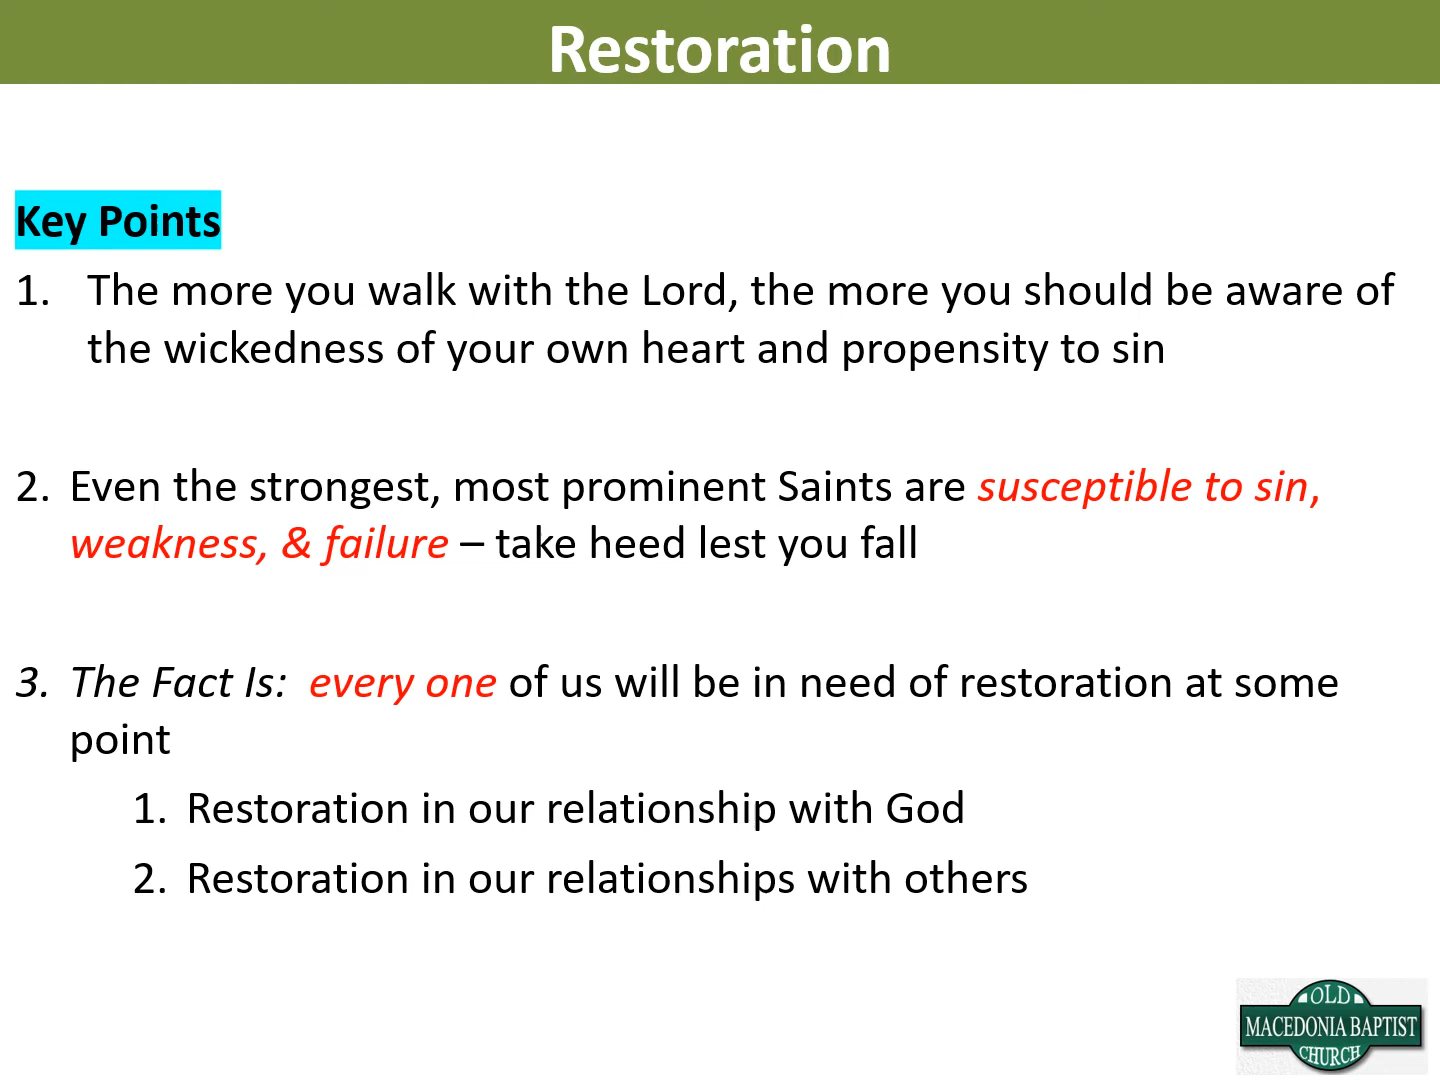 Restoration
Key Points
1. The more you walk with the Lord, the more you should be aware of
the wickedness of your own heart and propensity to sin
2. Even the strongest, most prominent Saints are susceptible to sin,
weakness, & failure – take heed lest you fall
3. The Fact Is: every one of us will be in need of restoration at some
point
1. Restoration in our relationship with God
2. Restoration in our relationships with others
OLD
MACEDONIA BAPTIST
CHURCH